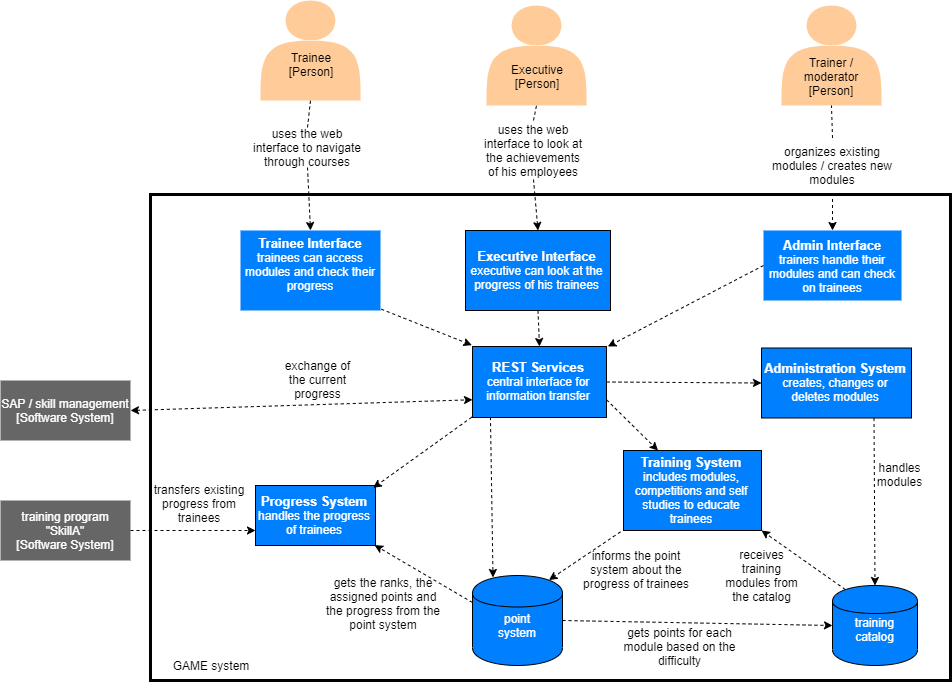 Trainee
[Person]
Executive
[Person]
Trainer /
moderator
[Person]
uses the web
interface to navigate
through courses
uses the web
interface to look at
the achievements
of his employees
organizes existing
modules / creates new
modules
Trainee Interface
trainees can access
modules and check their
progress
Executive Interface
executive can look at the
progress of his trainees
Admin Interface
trainers handle their
modules and can check
on trainees
exchange of
the current
progress
REST Services
central interface for
information transfer
Administration System
creates, changes or
deletes modules
SAP / skill management
[Software System]
transfers existing
progress from
trainees
Progress System
handles the progress
of trainees
Training System
includes modules,
competitions and self
studies to educate
trainees
handles
modules
training program
"SkillA"
[Software System]
informs the point
system about the
progress of trainees
receives
training
modules from
the catalog
gets the ranks, the
assigned points and
the progress from the
point system
point
system
training
catalog
gets points for each
module based on the
difficulty
GAME system